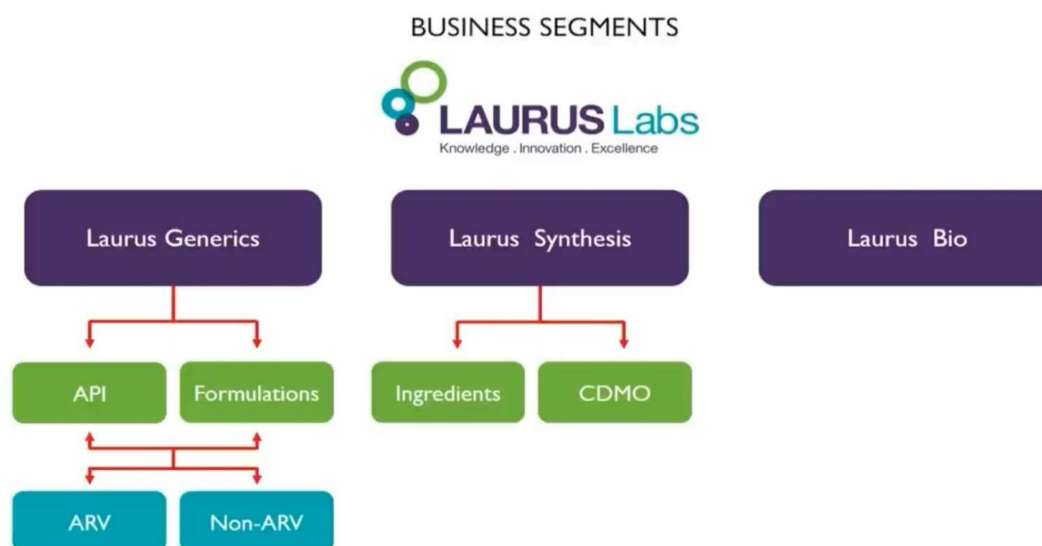 BUSINESS SEGMENTS
LAURUS Labs
Knowledge . Innovation . Excellence
Laurus Generics
Laurus Synthesis
Laurus Bio
API
Formulations
Ingredients
CDMO
ARV
Non-ARV